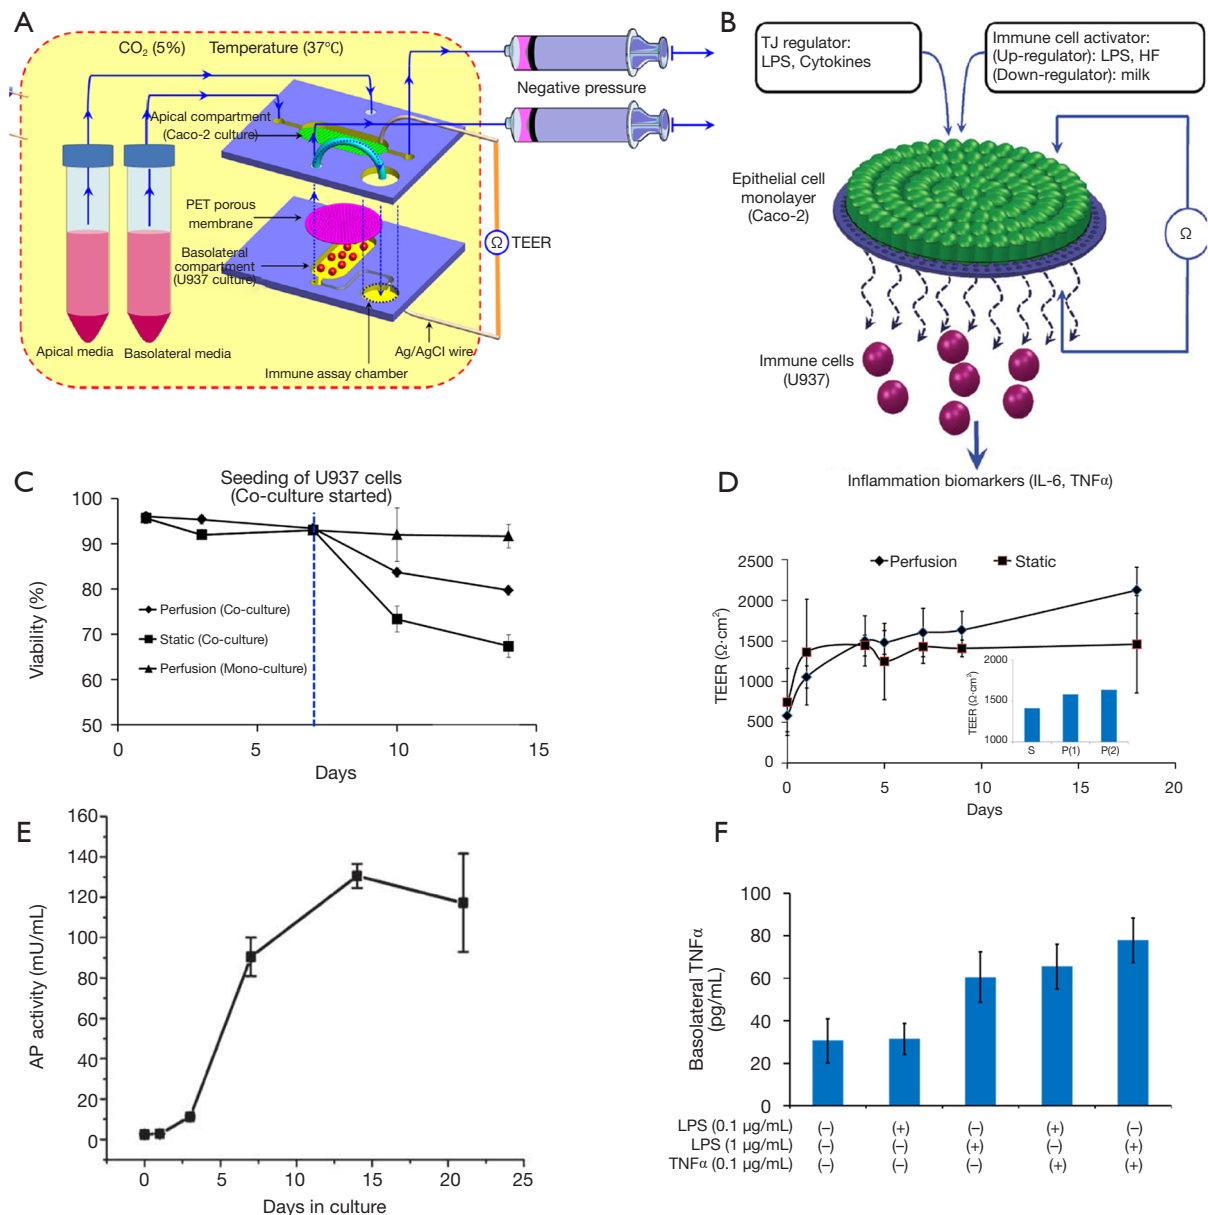 A
CO₂ (5%) Temperature (37℃)
Negative pressure
Apical compartment
(Caco-2 culture)
PET porous
membrane
Basolateral
compartment
(U937 culture)
Ω TEER
Apical media
Basolateral media
Ag/AgCl wire
Immune assay chamber
B
TJ regulator:
LPS, Cytokines
Immune cell activator:
(Up-regulator): LPS, HF
(Down-regulator): milk
Epithelial cell
monolayer
(Caco-2)
Ω
Immune cells
(U937)
Inflammation biomarkers (IL-6, TNFα)
C
Seeding of U937 cells
(Co-culture started)
100
90
80
70
60
50
Viability (%)
Perfusion (Co-culture)
Static (Co-culture)
Perfusion (Mono-culture)
0 5 10 15
Days
D
Perfusion Static
2500
2000
1500
1000
500
0
TEER (Ω·cm²)
2000
1500
1000
TEER (Ω·cm²)
S P(1) P(2)
0 5 10 15 20
Days
E
160
140
120
100
80
60
40
20
0
AP activity (mU/mL)
0 5 10 15 20 25
Days in culture
F
100
80
60
40
20
0
Basolateral TNFα
(pg/mL)
LPS (0.1 µg/mL) (–) (+) (–) (+) (–)
LPS (1 µg/mL) (–) (–) (+) (–) (+)
TNFα (0.1 µg/mL) (–) (–) (–) (+) (+)